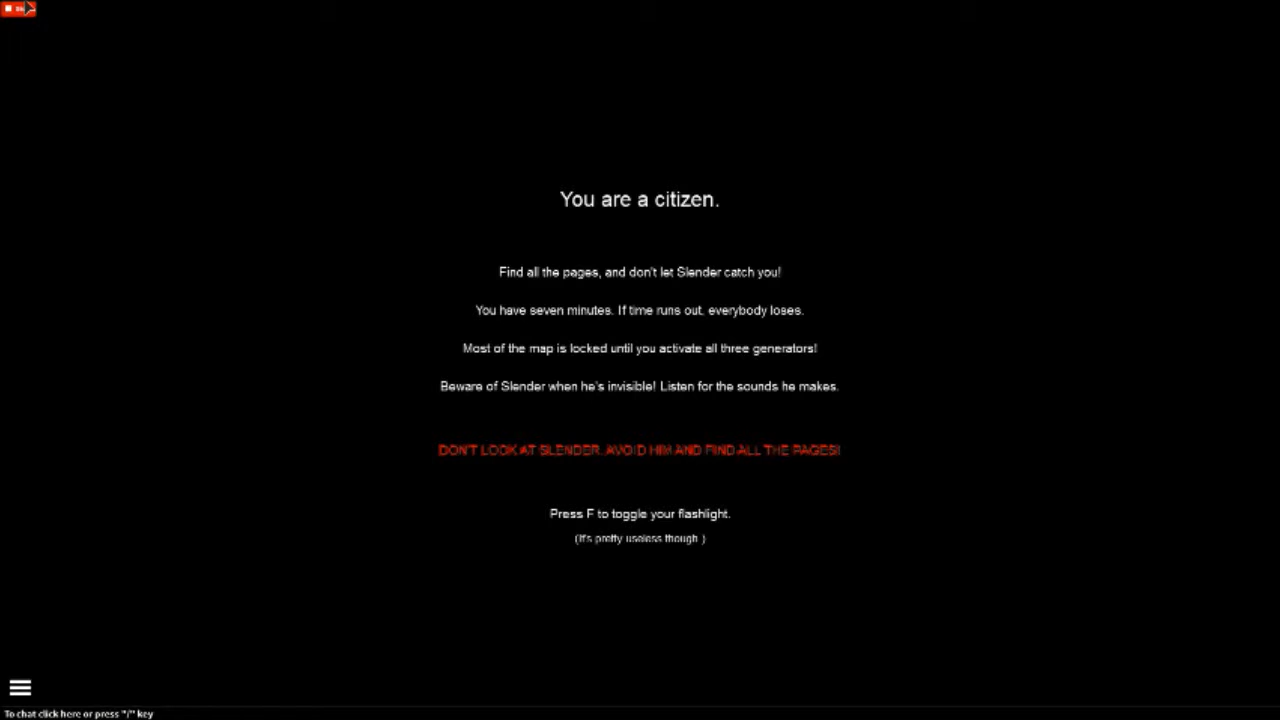 You are a citizen.
Find all the pages, and don't let Slender catch you!
You have seven minutes. If time runs out, everybody loses.
Most of the map is locked until you activate all three generators!
Beware of Slender when he's invisible! Listen for the sounds he makes.
DON'T LOOK AT SLENDER. AVOID HIM AND FIND ALL THE PAGES!
Press F to toggle your flashlight.
(It's pretty useless though.)
To chat click here or press "/" key